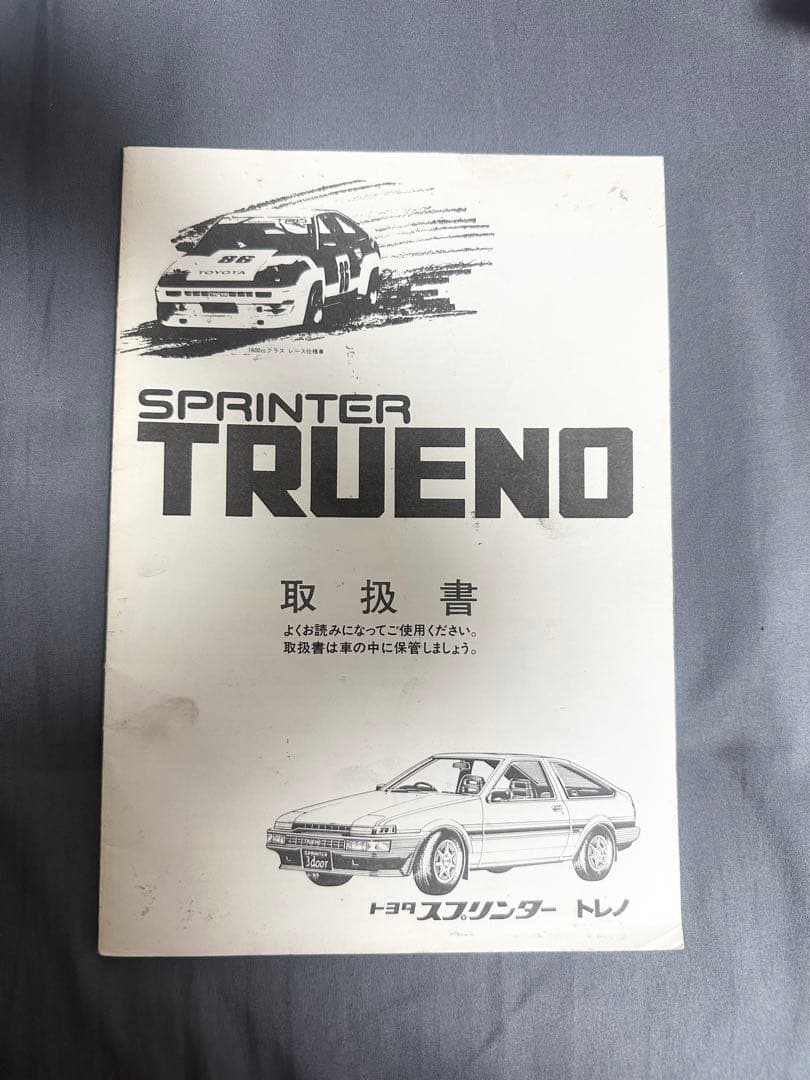 86
TOYOTA
86
1600ccクラス レース仕様車
SPRINTER
TRUENO
取扱書
よくお読みになってご使用ください。
取扱書は車の中に保管しましょう。
TRUENO
SPRINTER
3door
トヨタ スプリンター トレノ